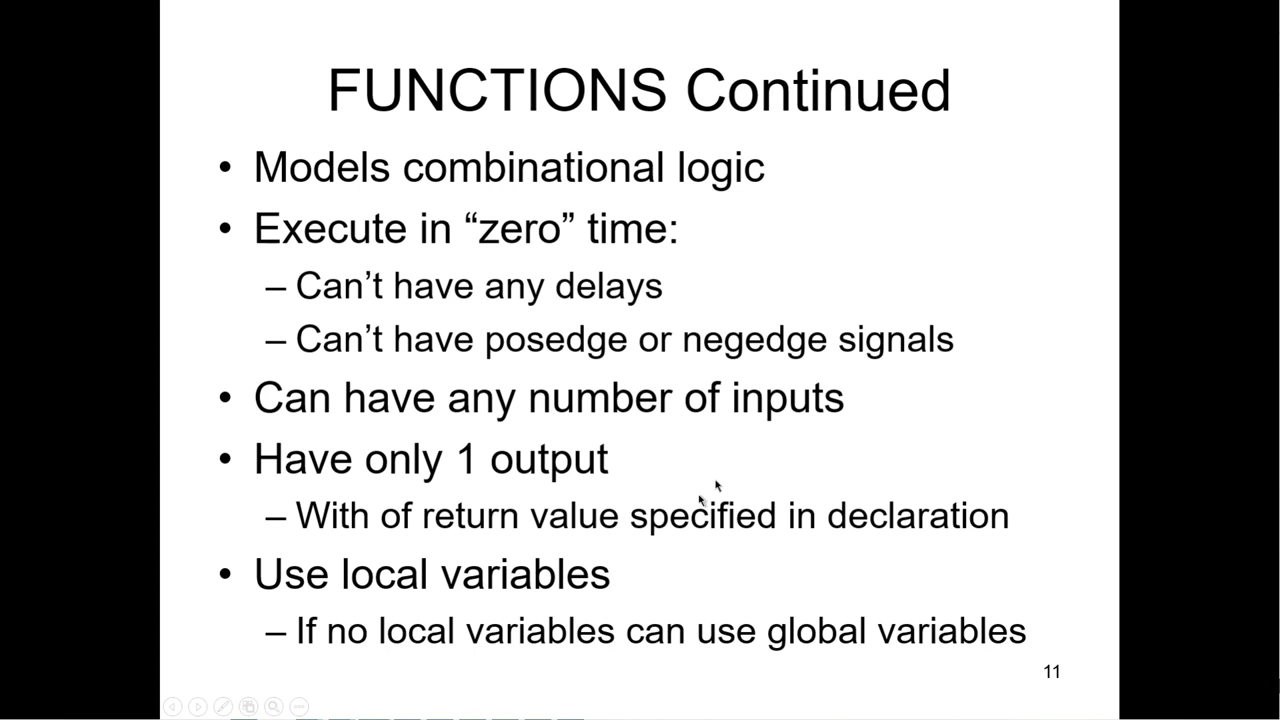 FUNCTIONS Continued
• Models combinational logic
• Execute in “zero” time:
– Can’t have any delays
– Can’t have posedge or negedge signals
• Can have any number of inputs
• Have only 1 output
– With of return value specified in declaration
• Use local variables
– If no local variables can use global variables
11